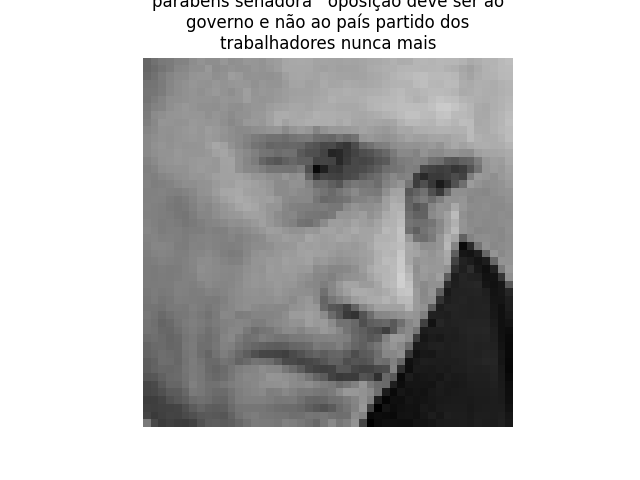 parabéns senadora   oposição deve ser ao
governo e não ao país partido dos
trabalhadores nunca mais